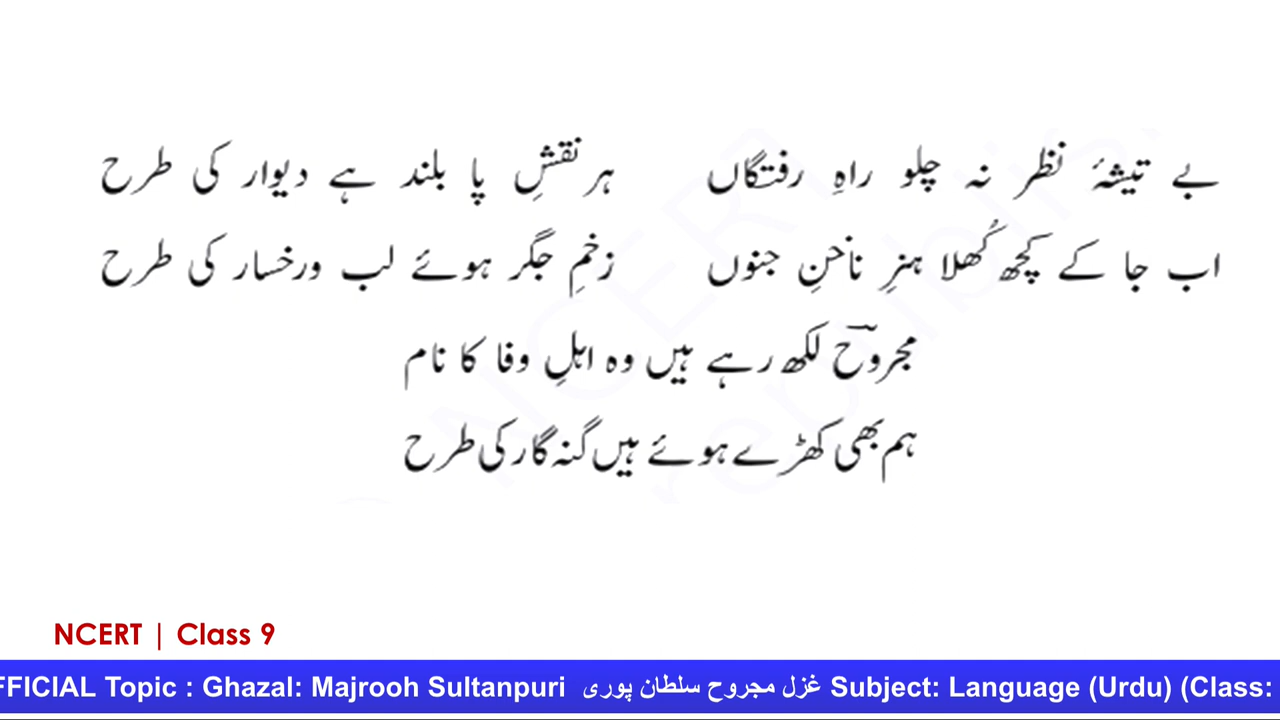 بے تیشۂ نظر نہ چلو راہِ رفتگاں ہر نقشِ پا بلند ہے دیوار کی طرح
اب جا کے کچھ کُھلا ہنرِ ناخنِ جنوں زخمِ جگر ہوئے لب ورخسار کی طرح
مجروحؔ لکھ رہے ہیں وہ اہلِ وفا کا نام
ہم بھی کھڑے ہوئے ہیں گنہ گار کی طرح
NCERT | Class 9
FFICIAL Topic : Ghazal: Majrooh Sultanpuri غزل مجروح سلطان پوری Subject: Language (Urdu) (Class: